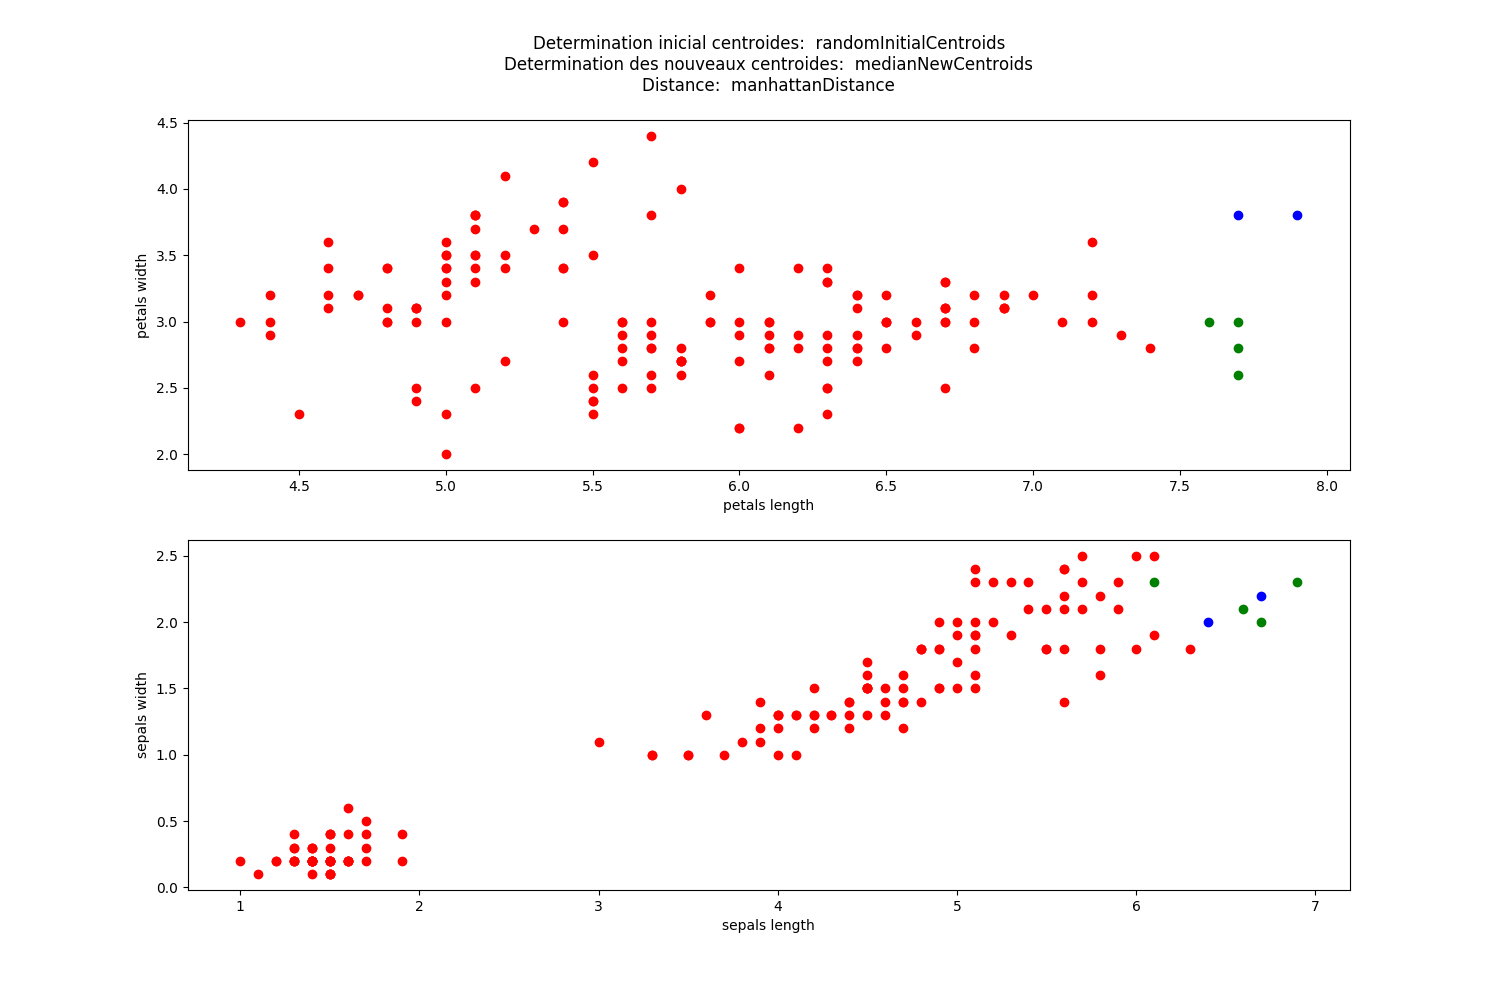 Determination inicial centroides:  randomInitialCentroids
Determination des nouveaux centroides:  medianNewCentroids
Distance:  manhattanDistance
4.5
4.0
3.5
3.0
2.5
2.0
petals width
4.5 5.0 5.5 6.0 6.5 7.0 7.5 8.0
petals length
2.5
2.0
1.5
1.0
0.5
0.0
sepals width
1 2 3 4 5 6 7
sepals length